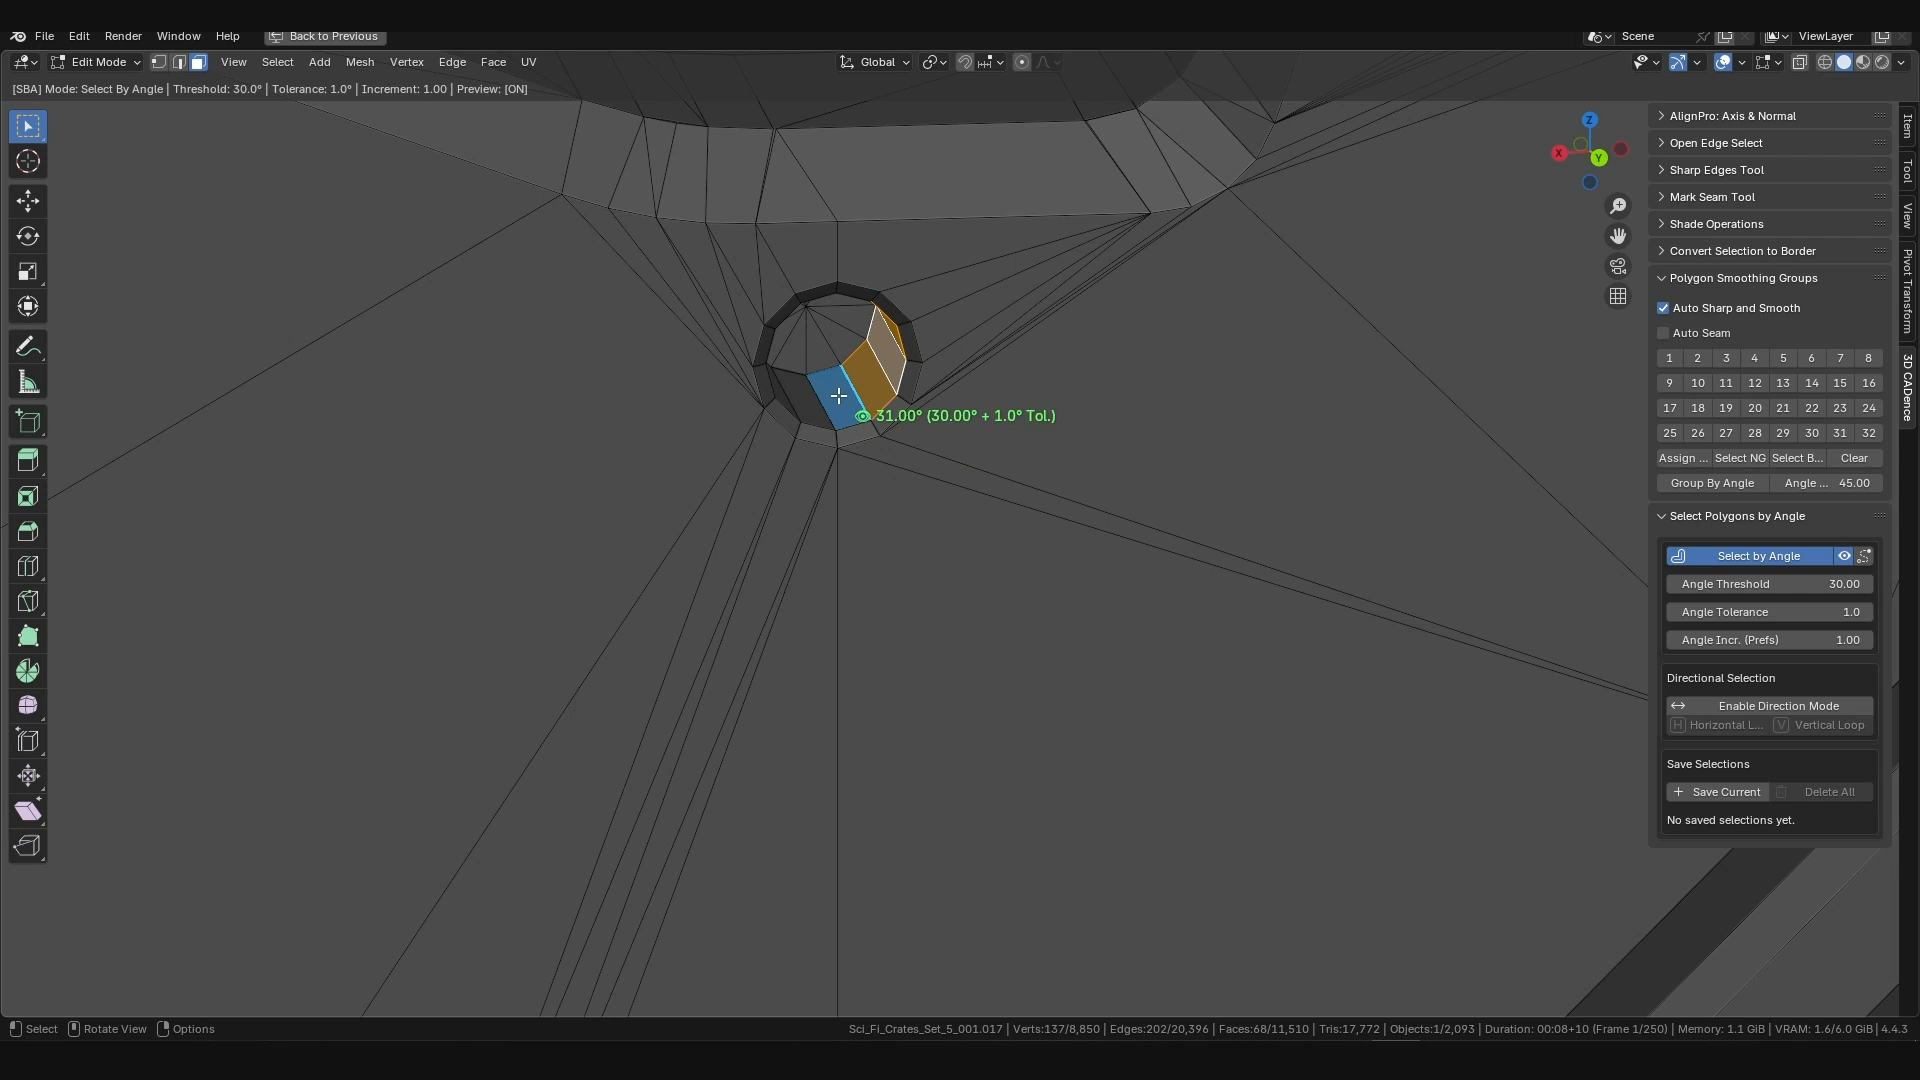 File Edit Render Window Help Back to Previous Scene ViewLayer
Edit Mode View Select Add Mesh Vertex Edge Face UV Global
[SBA] Mode: Select By Angle | Threshold: 30.0° | Tolerance: 1.0° | Increment: 1.00 | Preview: [ON]
Z
X
Y
AlignPro: Axis & Normal
Open Edge Select
Sharp Edges Tool
Mark Seam Tool
Shade Operations
Convert Selection to Border
Polygon Smoothing Groups
Auto Sharp and Smooth
Auto Seam
1 2 3 4 5 6 7 8
9 10 11 12 13 14 15 16
17 18 19 20 21 22 23 24
25 26 27 28 29 30 31 32
Assign ... Select NG Select B... Clear
Group By Angle Angle ... 45.00
Select Polygons by Angle
Select by Angle
Angle Threshold 30.00
Angle Tolerance 1.0
Angle Incr. (Prefs) 1.00
Directional Selection
Enable Direction Mode
H Horizontal L... V Vertical Loop
Save Selections
+ Save Current Delete All
No saved selections yet.
Item
Tool
View
Pivot Transform
3D CADence
31.00° (30.00° + 1.0° Tol.)
Select Rotate View Options
Sci_Fi_Crates_Set_5_001.017 | Verts:137/8,850 | Edges:202/20,396 | Faces:68/11,510 | Tris:17,772 | Objects:1/2,093 | Duration: 00:08+10 (Frame 1/250) | Memory: 1.1 GiB | VRAM: 1.6/6.0 GiB | 4.4.3